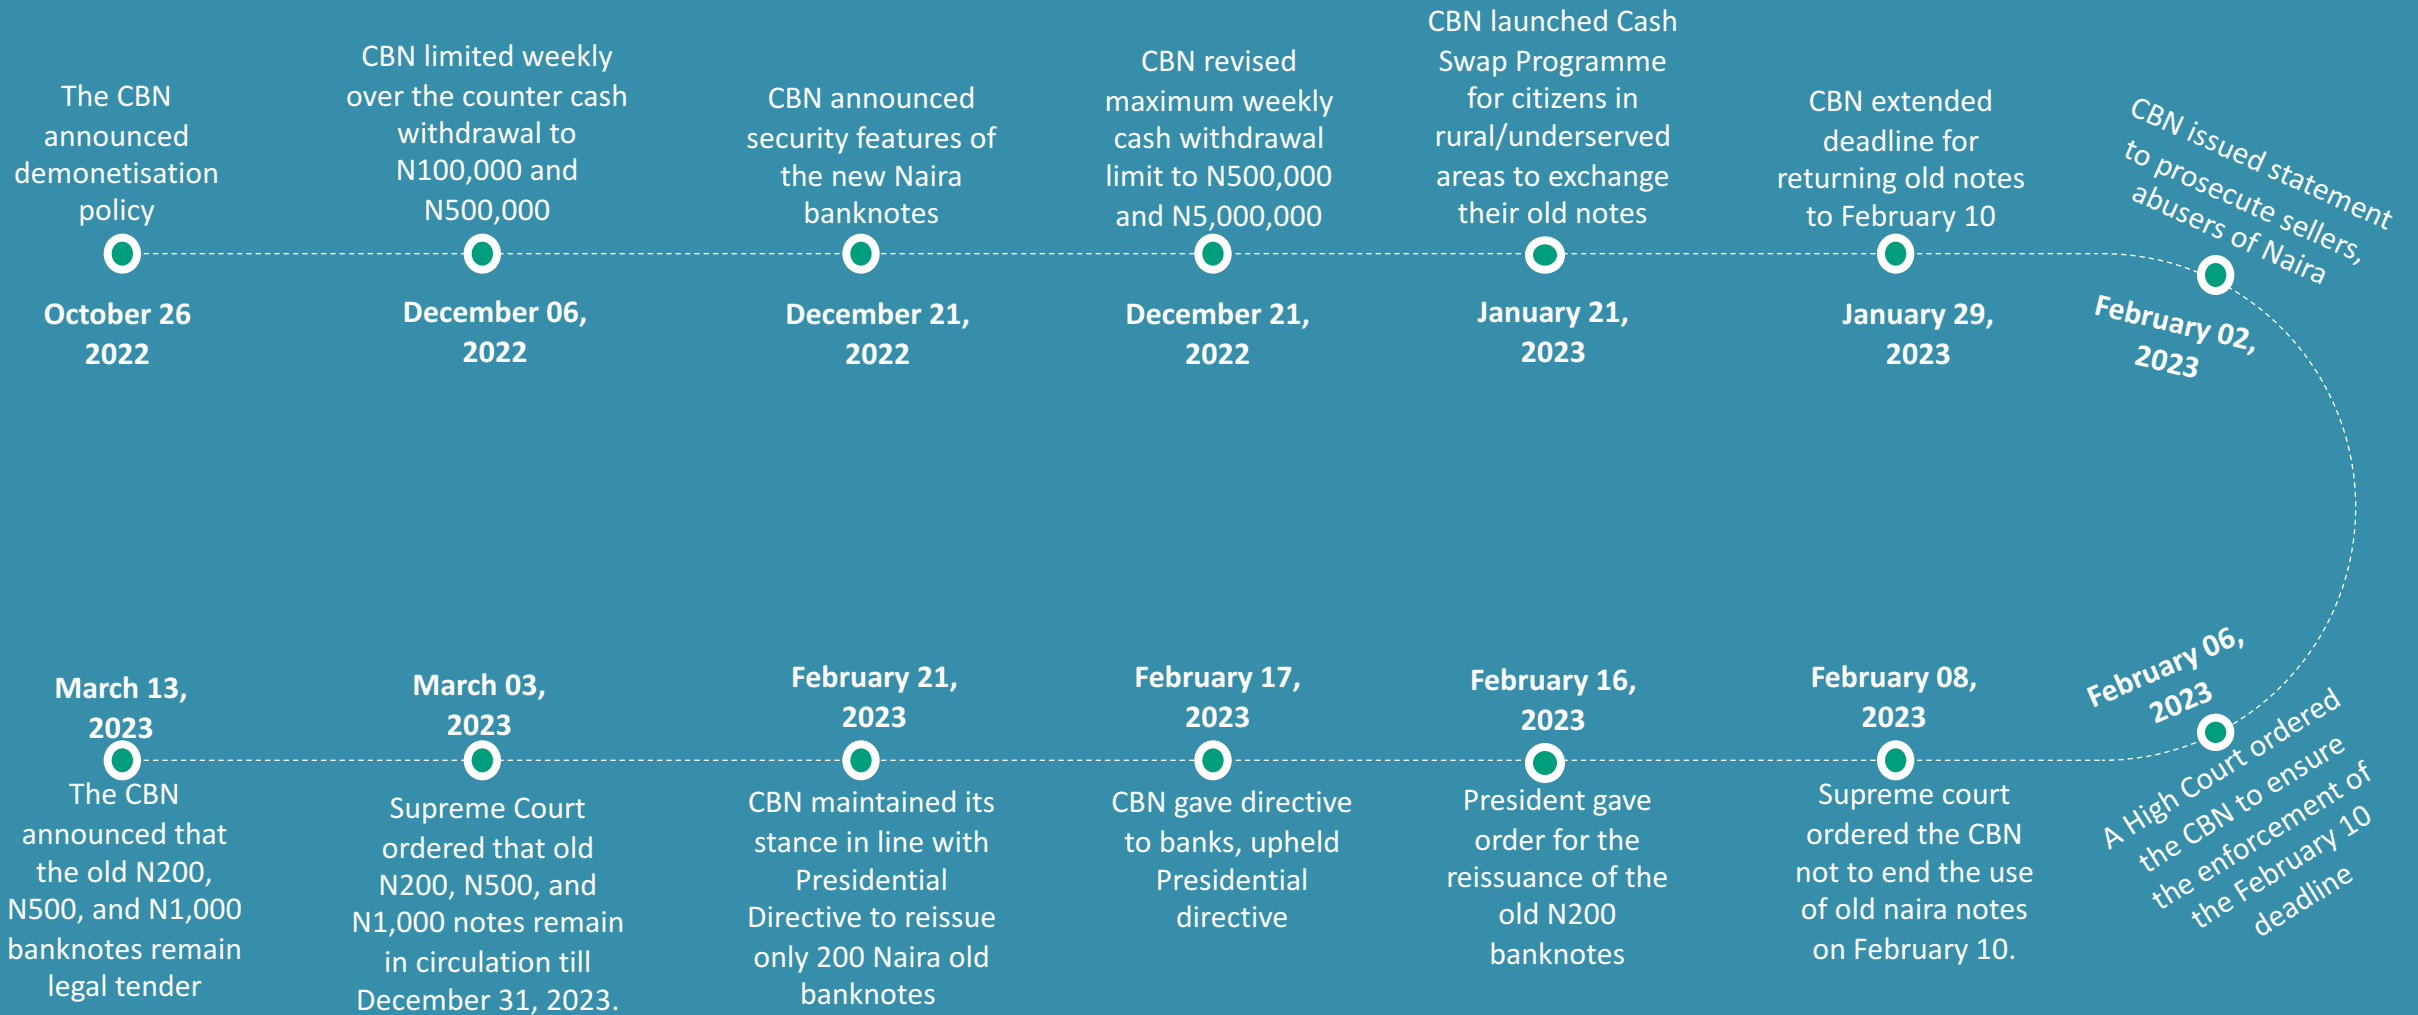 The CBN
announced
demonetisation
policy
October 26
2022
CBN limited weekly
over the counter cash
withdrawal to
N100,000 and
N500,000
December 06,
2022
CBN announced
security features of
the new Naira
banknotes
December 21,
2022
CBN revised
maximum weekly
cash withdrawal
limit to N500,000
and N5,000,000
December 21,
2022
CBN launched Cash
Swap Programme
for citizens in
rural/underserved
areas to exchange
their old notes
January 21,
2023
CBN extended
deadline for
returning old notes
to February 10
January 29,
2023
CBN issued statement
to prosecute sellers,
abusers of Naira
February 02,
2023
February 06,
2023
A High Court ordered
the CBN to ensure
the enforcement of
the February 10
deadline
February 08,
2023
Supreme court
ordered the CBN
not to end the use
of old naira notes
on February 10.
February 16,
2023
President gave
order for the
reissuance of the
old N200
banknotes
February 17,
2023
CBN gave directive
to banks, upheld
Presidential
directive
February 21,
2023
CBN maintained its
stance in line with
Presidential
Directive to reissue
only 200 Naira old
banknotes
March 03,
2023
Supreme Court
ordered that old
N200, N500, and
N1,000 notes remain
in circulation till
December 31, 2023.
March 13,
2023
The CBN
announced that
the old N200,
N500, and N1,000
banknotes remain
legal tender